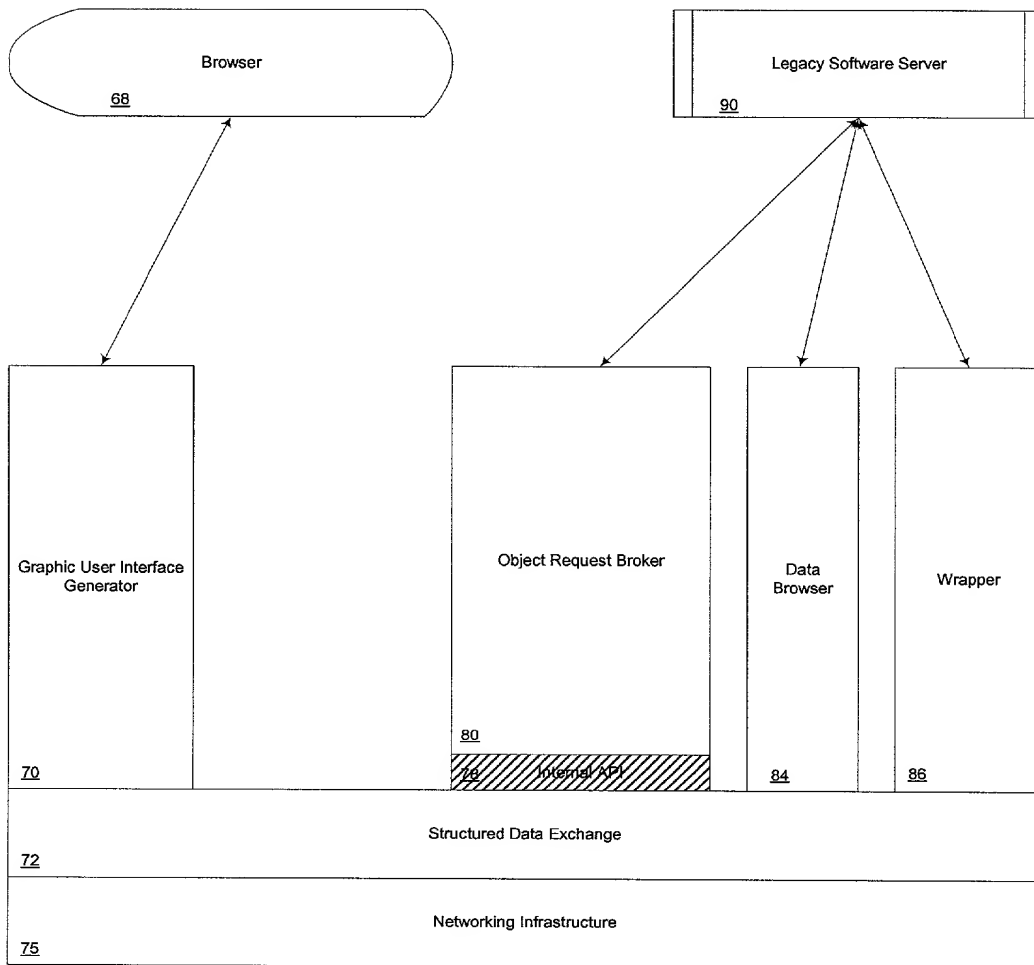 Browser
68
Legacy Software Server
90
Graphic User Interface
Generator
70
Object Request Broker
80
Internal API
78
Data
Browser
84
Wrapper
86
Structured Data Exchange
72
Networking Infrastructure
75